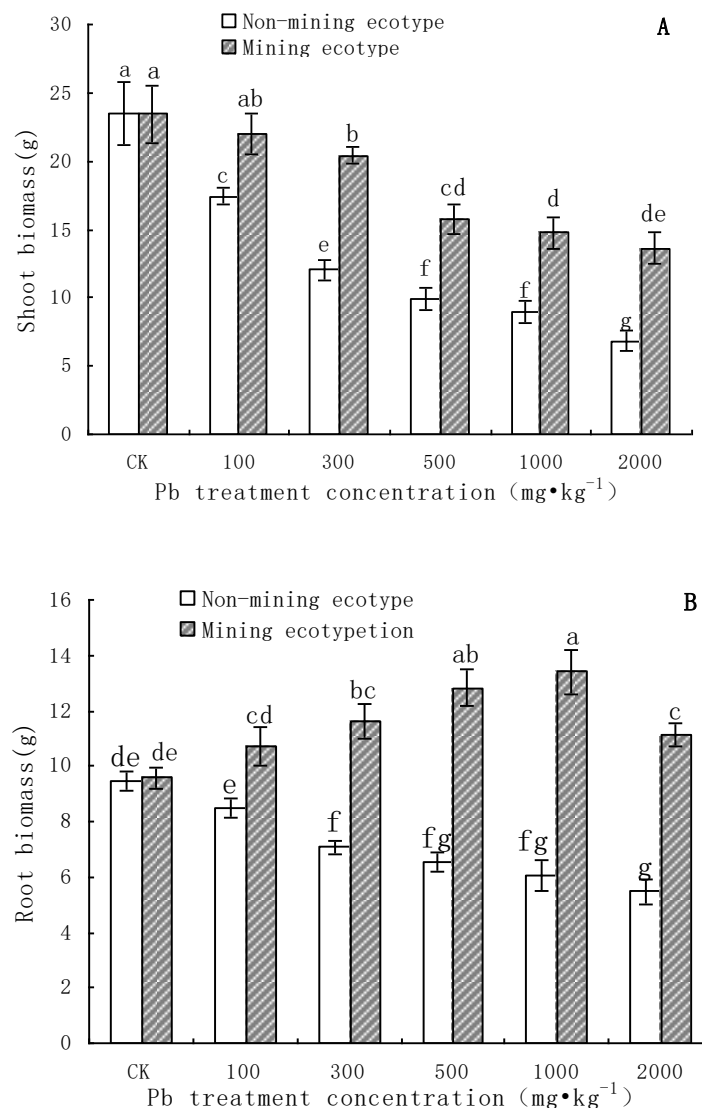 Non-mining ecotype
Mining ecotype
A
30
25
20
15
10
5
0
Shoot biomass(g)
a a
c ab
e b
f cd
f d
g de
CK 100 300 500 1000 2000
Pb treatment concentration (mg•kg⁻¹)
Non-mining ecotype
Mining ecotypetion
B
16
14
12
10
8
6
4
2
0
Root biomass(g)
de de
e cd
f bc
fg ab
fg a
g c
CK 100 300 500 1000 2000
Pb treatment concentration (mg•kg⁻¹)